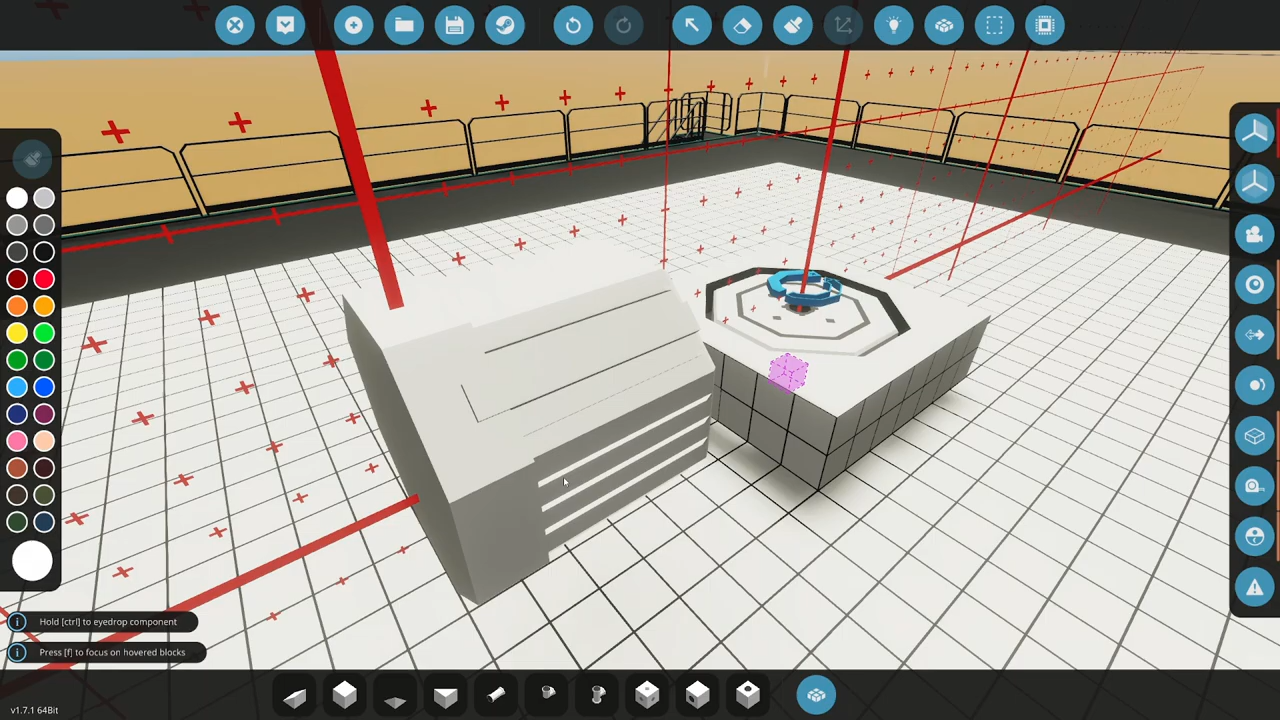 Hold [ctrl] to eyedrop component
Press [f] to focus on hovered blocks
v1.7.1 64Bit